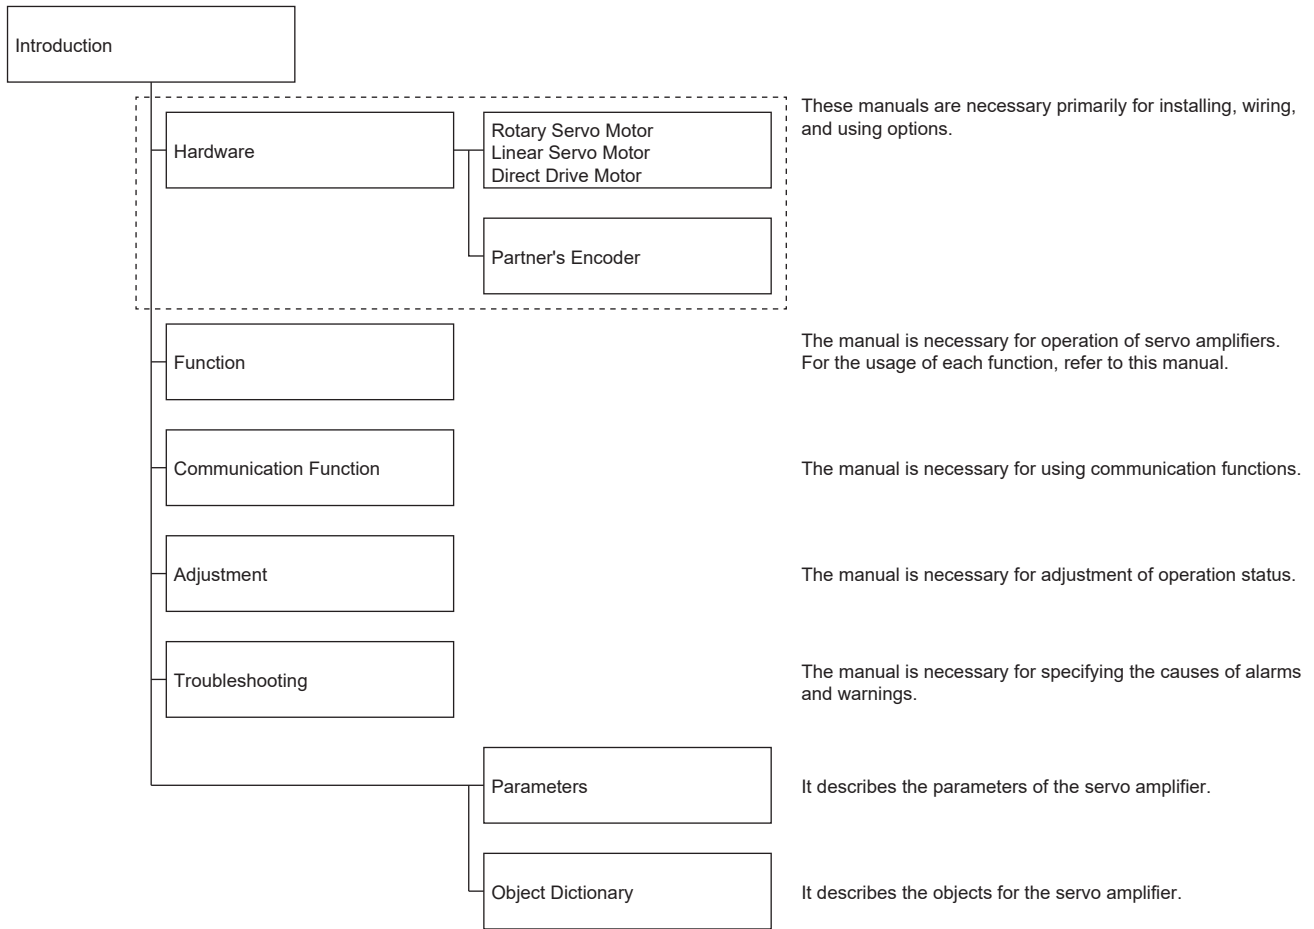 Introduction
These manuals are necessary primarily for installing, wiring,
and using options.
Hardware
Rotary Servo Motor
Linear Servo Motor
Direct Drive Motor
Partner's Encoder
Function
The manual is necessary for operation of servo amplifiers.
For the usage of each function, refer to this manual.
Communication Function
The manual is necessary for using communication functions.
Adjustment
The manual is necessary for adjustment of operation status.
Troubleshooting
The manual is necessary for specifying the causes of alarms
and warnings.
Parameters
It describes the parameters of the servo amplifier.
Object Dictionary
It describes the objects for the servo amplifier.